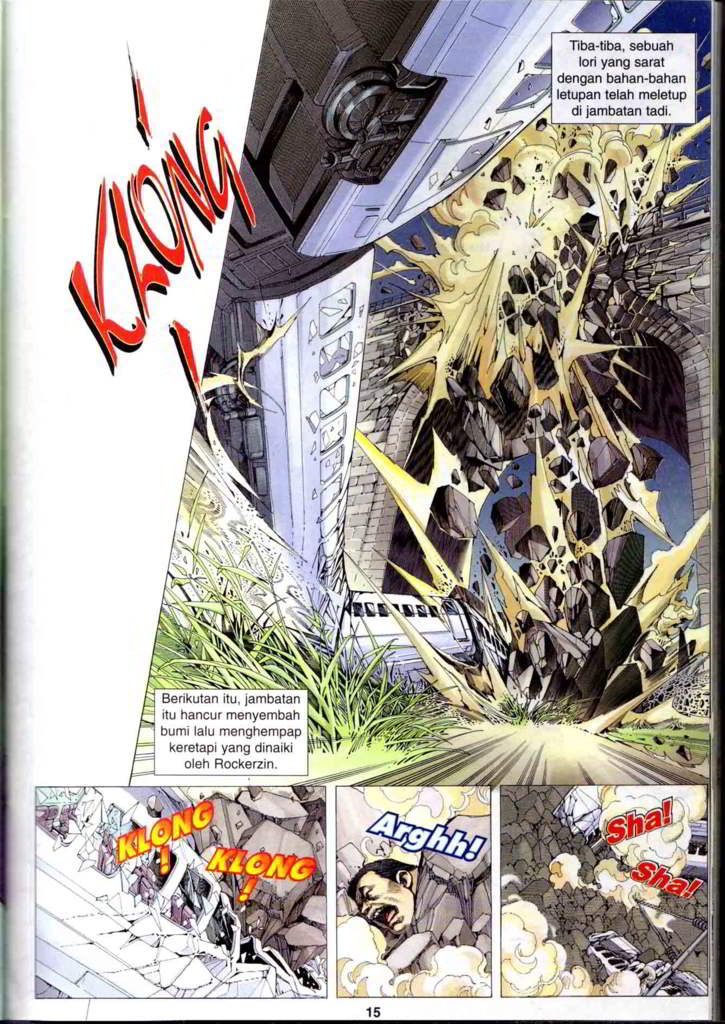 KLONG!
Tiba-tiba, sebuah
lori yang sarat
dengan bahan-bahan
letupan telah meletup
di jambatan tadi.
Berikutan itu, jambatan
itu hancur menyembah
bumi lalu menghempap
keretapi yang dinaiki
oleh Rockerzin.
KLONG!
KLONG!
Arghh!
Sha!
Sha!
15